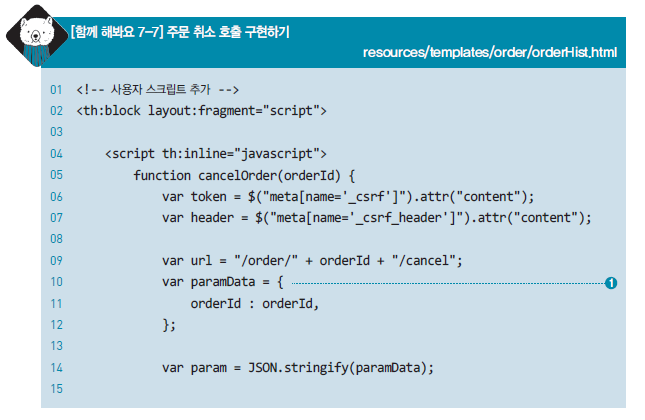 [함께 해봐요 7-7] 주문 취소 호출 구현하기
resources/templates/order/orderHist.html
01 <!-- 사용자 스크립트 추가 -->
02 <th:block layout:fragment="script">
03
04 <script th:inline="javascript">
05 function cancelOrder(orderId) {
06 var token = $("meta[name='_csrf']").attr("content");
07 var header = $("meta[name='_csrf_header']").attr("content");
08
09 var url = "/order/" + orderId + "/cancel";
10 var paramData = { ❶
11 orderId : orderId,
12 };
13
14 var param = JSON.stringify(paramData);
15